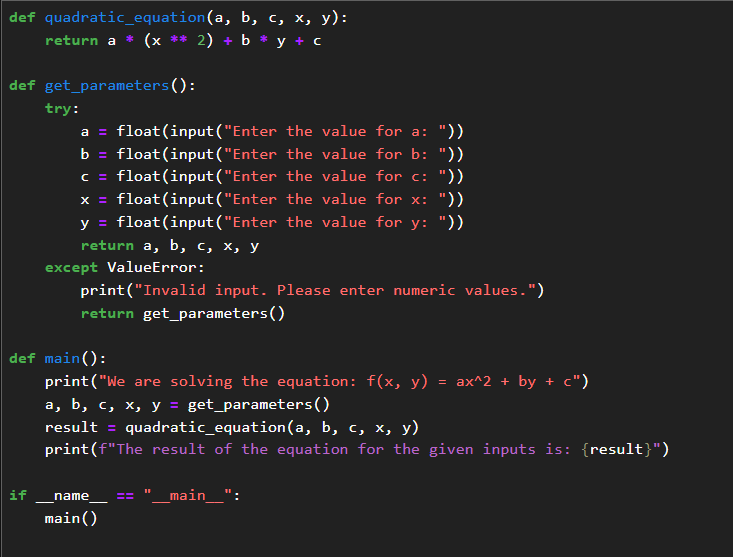 def quadratic_equation(a, b, c, x, y):
    return a * (x ** 2) + b * y + c

def get_parameters():
    try:
        a = float(input("Enter the value for a: "))
        b = float(input("Enter the value for b: "))
        c = float(input("Enter the value for c: "))
        x = float(input("Enter the value for x: "))
        y = float(input("Enter the value for y: "))
        return a, b, c, x, y
    except ValueError:
        print("Invalid input. Please enter numeric values.")
        return get_parameters()

def main():
    print("We are solving the equation: f(x, y) = ax^2 + by + c")
    a, b, c, x, y = get_parameters()
    result = quadratic_equation(a, b, c, x, y)
    print(f"The result of the equation for the given inputs is: {result}")

if __name__ == "__main__":
    main()